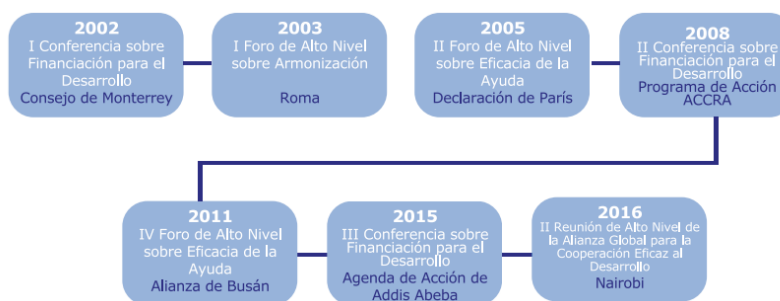 2002
I Conferencia sobre
Financiación para el
Desarrollo
Consejo de Monterrey
2003
I Foro de Alto Nivel
sobre Armonización
Roma
2005
II Foro de Alto Nivel
sobre Eficacia de la
Ayuda
Declaración de París
2008
II Conferencia sobre
Financiación para el
Desarrollo
Programa de Acción
ACCRA
2011
IV Foro de Alto Nivel
sobre Eficacia de la
Ayuda
Alianza de Busán
2015
III Conferencia sobre
Financiación para el
Desarrollo
Agenda de Acción de
Addis Abeba
2016
II Reunión de Alto Nivel de
la Alianza Global para la
Cooperación Eficaz al
Desarrollo
Nairobi